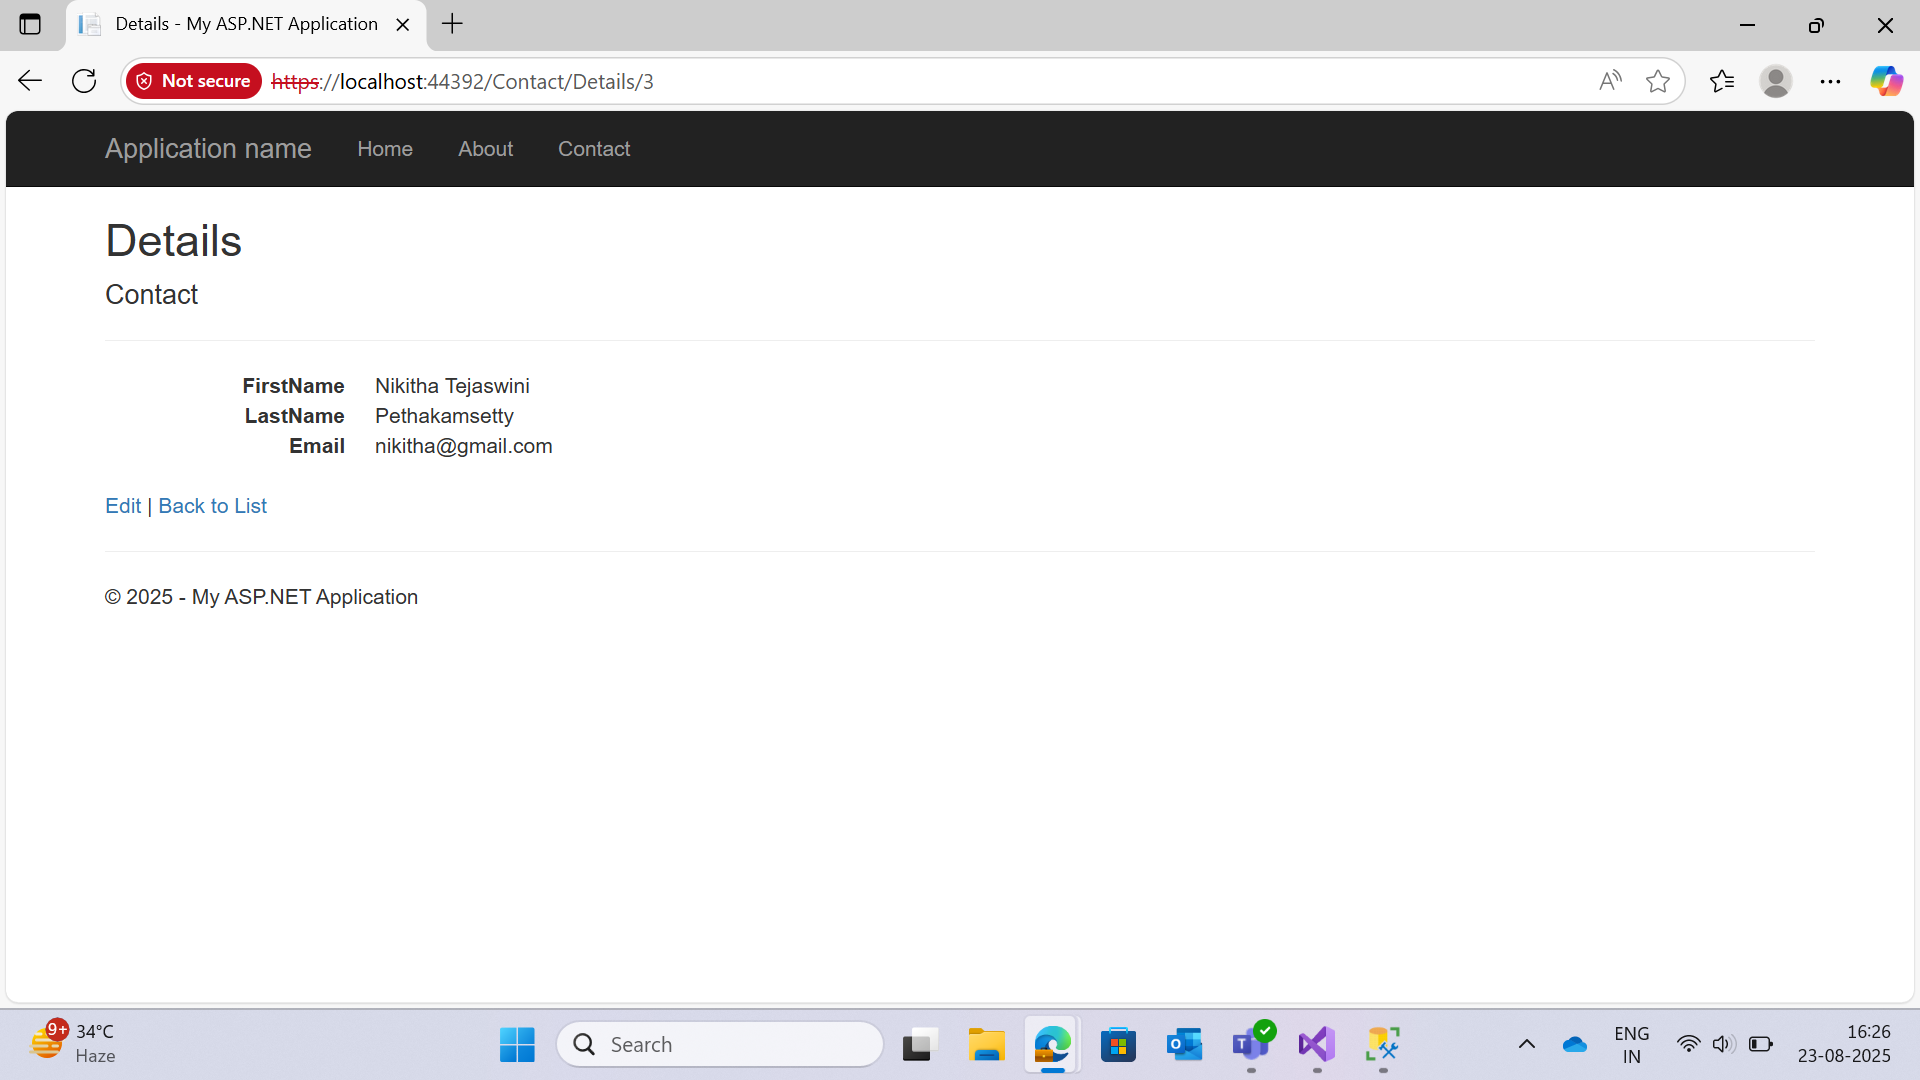 Details - My ASP.NET Application
Not secure https://localhost:44392/Contact/Details/3
Application name Home About Contact
Details
Contact
FirstName Nikitha Tejaswini
LastName Pethakamsetty
Email nikitha@gmail.com
Edit | Back to List
© 2025 - My ASP.NET Application
9+ 34°C
Haze
Search
ENG
IN
16:26
23-08-2025